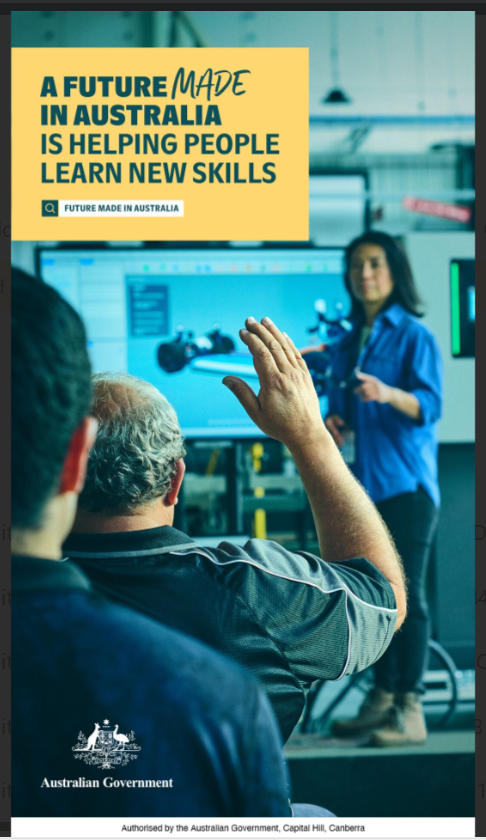 A FUTURE MADE
IN AUSTRALIA
IS HELPING PEOPLE
LEARN NEW SKILLS
FUTURE MADE IN AUSTRALIA
Australian Government
Authorised by the Australian Government, Capital Hill, Canberra